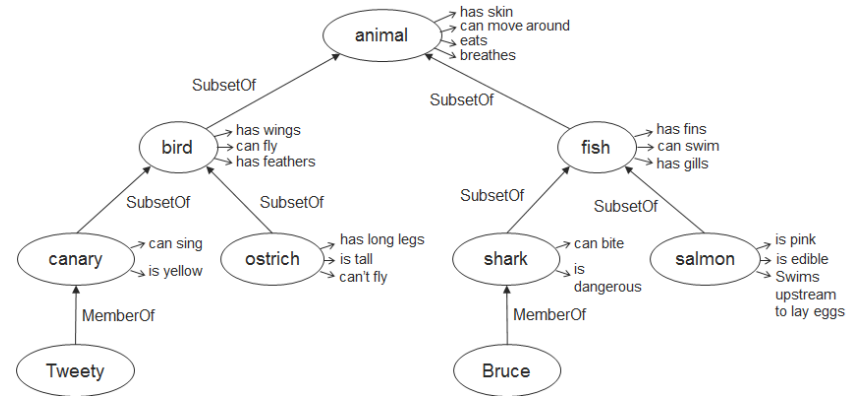 animal
has skin
can move around
eats
breathes
SubsetOf
SubsetOf
bird
has wings
can fly
has feathers
fish
has fins
can swim
has gills
SubsetOf
SubsetOf
SubsetOf
SubsetOf
canary
can sing
is yellow
ostrich
has long legs
is tall
can't fly
shark
can bite
is
dangerous
salmon
is pink
is edible
Swims
upstream
to lay eggs
MemberOf
MemberOf
Tweety
Bruce